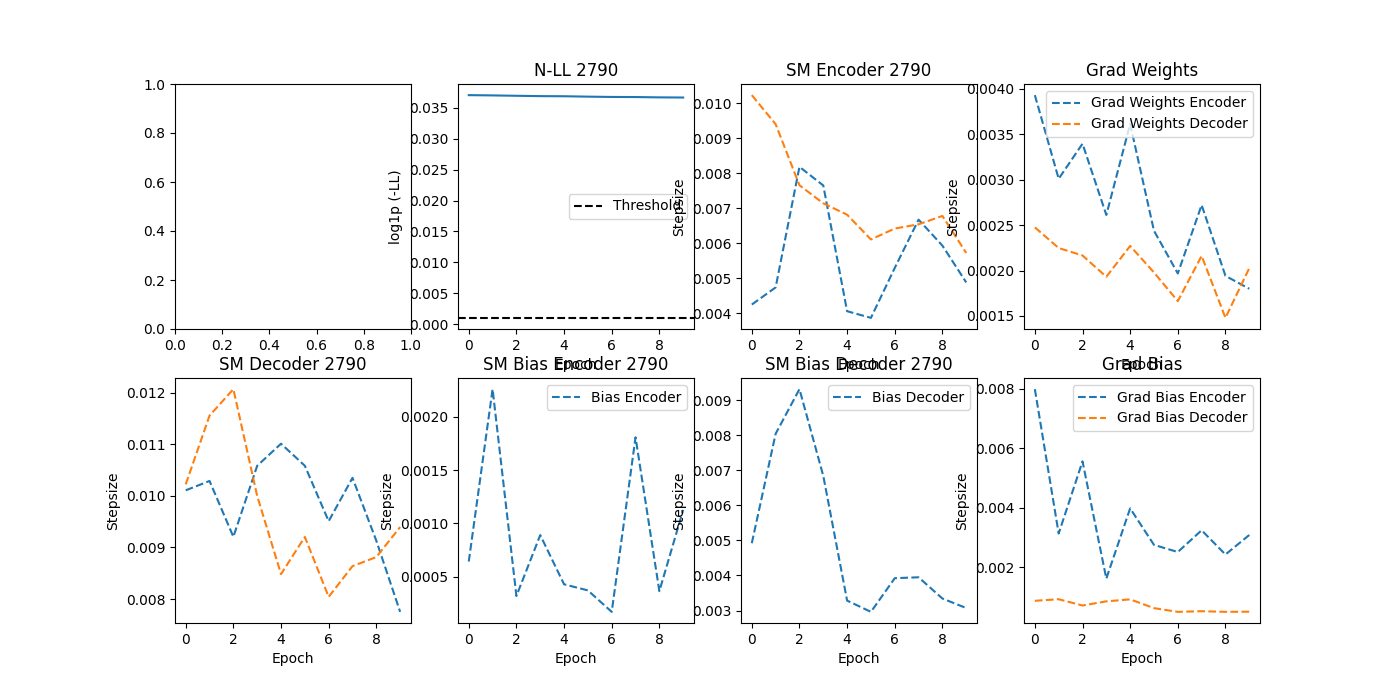 N-LL 2790
SM Encoder 2790
Grad Weights
1.0
0.8
0.6
0.4
0.2
0.0
0.0 0.2 0.4 0.6 0.8 1.0
log1p (-LL)
0.035
0.030
0.025
0.020
0.015
0.010
0.005
0.000
Threshold
0 2 4 6 8
Epoch
Stepsize
0.010
0.009
0.008
0.007
0.006
0.005
0.004
0 2 4 6 8
Epoch
Stepsize
0.0040
0.0035
0.0030
0.0025
0.0020
0.0015
Grad Weights Encoder
Grad Weights Decoder
0 2 4 6 8
Epoch
SM Decoder 2790
SM Bias Encoder 2790
SM Bias Decoder 2790
Grad Bias
Stepsize
0.012
0.011
0.010
0.009
0.008
0 2 4 6 8
Epoch
Stepsize
0.0020
0.0015
0.0010
0.0005
Bias Encoder
0 2 4 6 8
Epoch
Stepsize
0.009
0.008
0.007
0.006
0.005
0.004
0.003
Bias Decoder
0 2 4 6 8
Epoch
Stepsize
0.008
0.006
0.004
0.002
Grad Bias Encoder
Grad Bias Decoder
0 2 4 6 8
Epoch